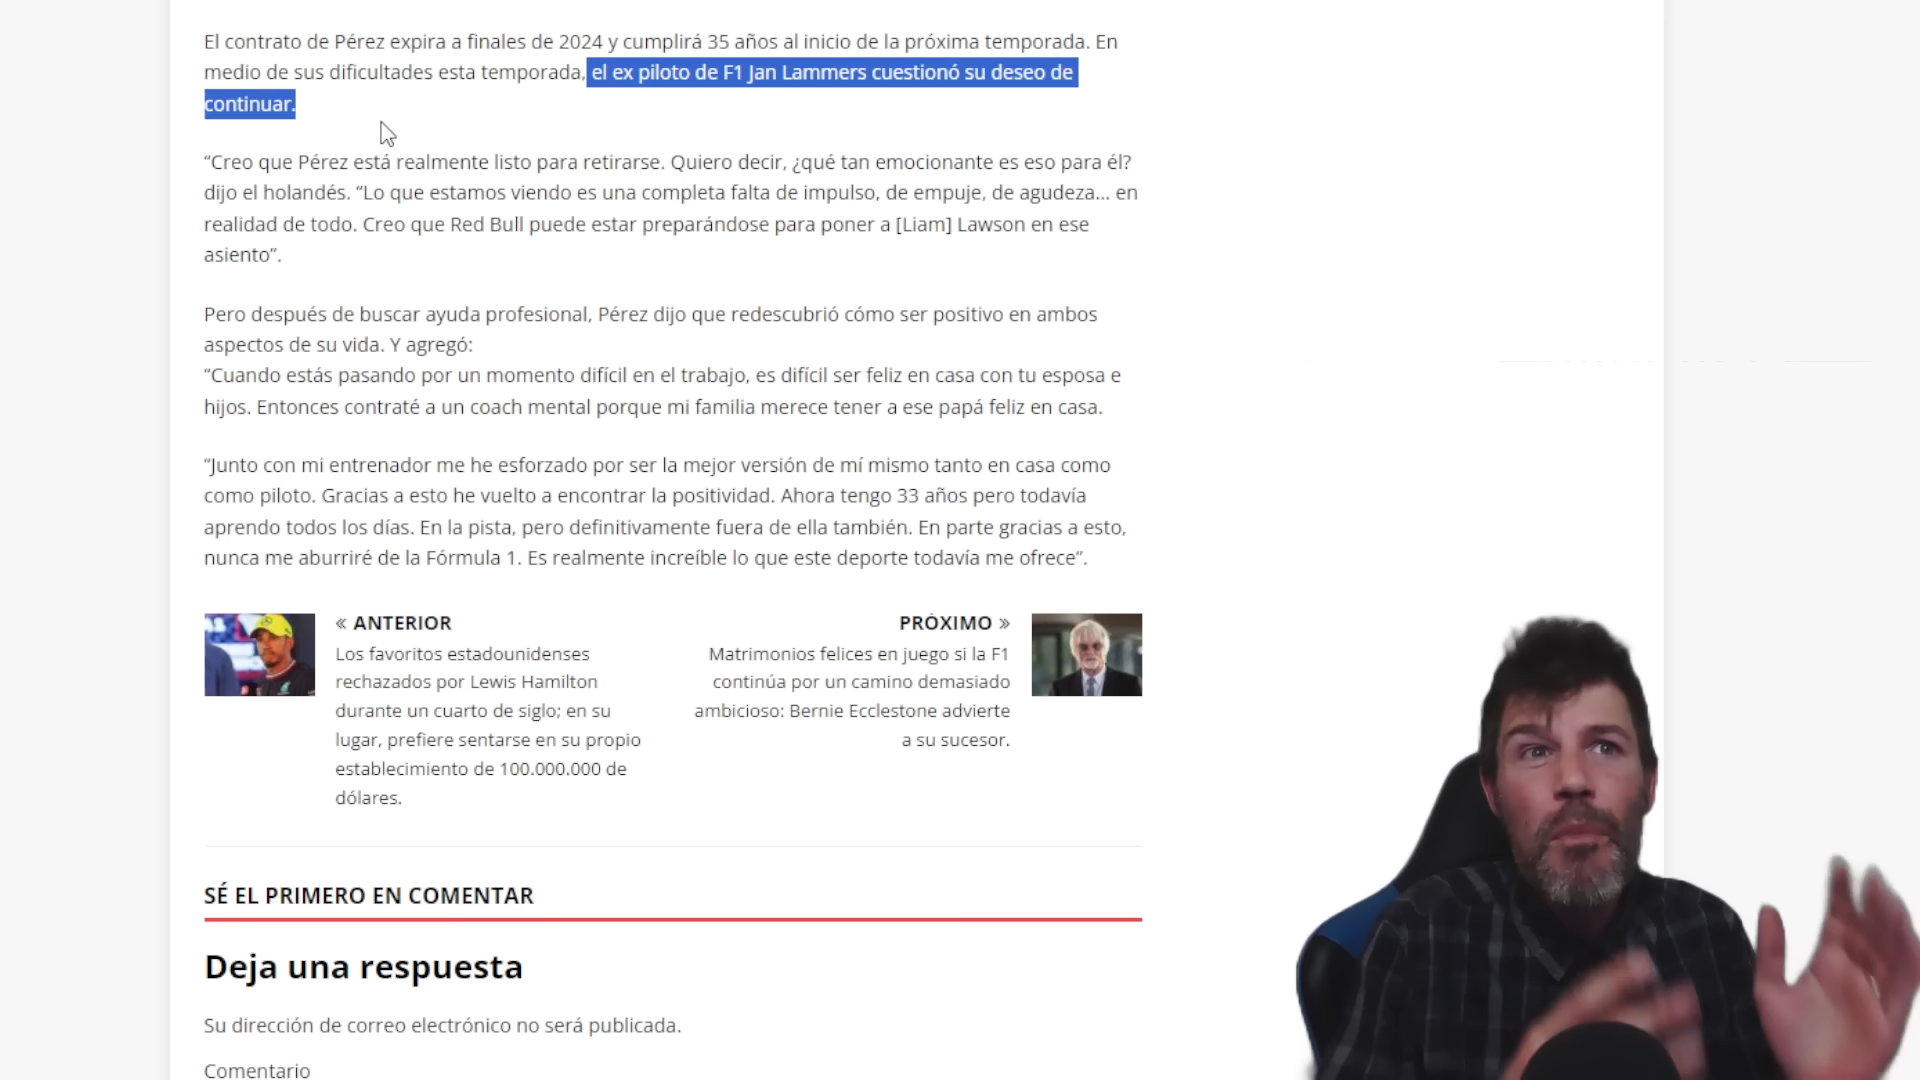 El contrato de Pérez expira a finales de 2024 y cumplirá 35 años al inicio de la próxima temporada. En
medio de sus dificultades esta temporada, el ex piloto de F1 Jan Lammers cuestionó su deseo de
continuar.
“Creo que Pérez está realmente listo para retirarse. Quiero decir, ¿qué tan emocionante es eso para él?
dijo el holandés. “Lo que estamos viendo es una completa falta de impulso, de empuje, de agudeza... en
realidad de todo. Creo que Red Bull puede estar preparándose para poner a [Liam] Lawson en ese
asiento”.
Pero después de buscar ayuda profesional, Pérez dijo que redescubrió cómo ser positivo en ambos
aspectos de su vida. Y agregó:
“Cuando estás pasando por un momento difícil en el trabajo, es difícil ser feliz en casa con tu esposa e
hijos. Entonces contraté a un coach mental porque mi familia merece tener a ese papá feliz en casa.
“Junto con mi entrenador me he esforzado por ser la mejor versión de mí mismo tanto en casa como
como piloto. Gracias a esto he vuelto a encontrar la positividad. Ahora tengo 33 años pero todavía
aprendo todos los días. En la pista, pero definitivamente fuera de ella también. En parte gracias a esto,
nunca me aburriré de la Fórmula 1. Es realmente increíble lo que este deporte todavía me ofrece”.
« ANTERIOR
Los favoritos estadounidenses
rechazados por Lewis Hamilton
durante un cuarto de siglo; en su
lugar, prefiere sentarse en su propio
establecimiento de 100.000.000 de
dólares.
PRÓXIMO »
Matrimonios felices en juego si la F1
continúa por un camino demasiado
ambicioso: Bernie Ecclestone advierte
a su sucesor.
SÉ EL PRIMERO EN COMENTAR
Deja una respuesta
Su dirección de correo electrónico no será publicada.
Comentario